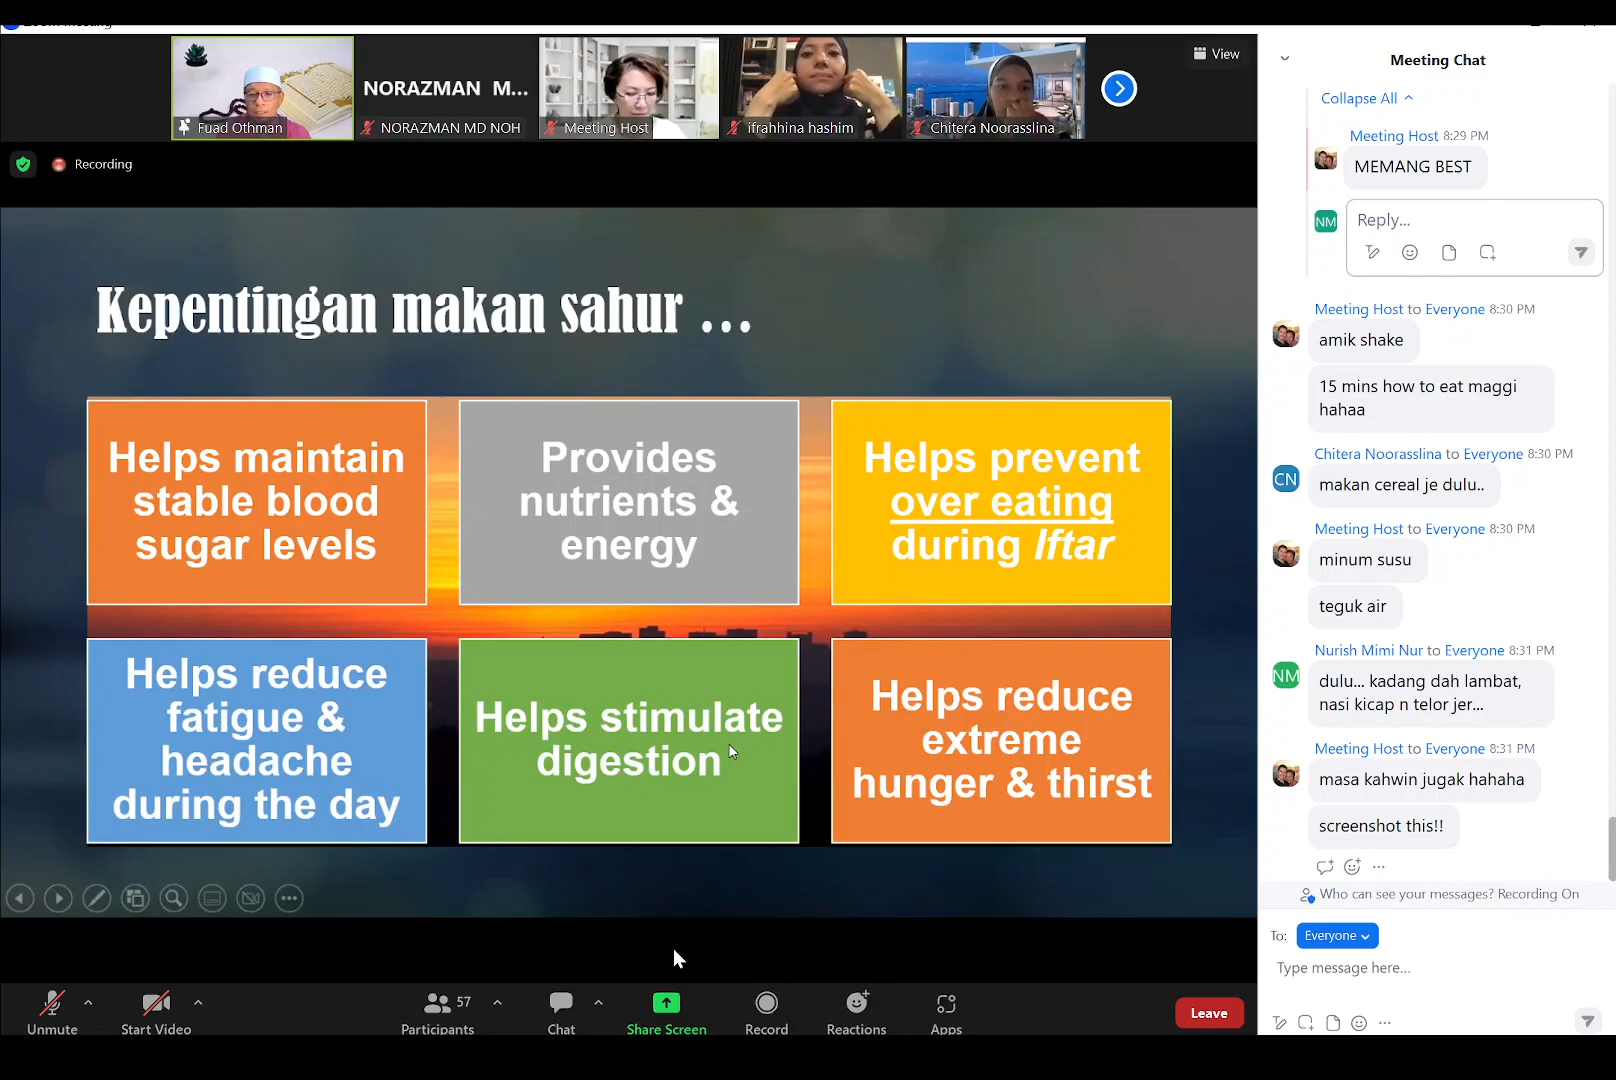 View
NORAZMAN M...
Fuad Othman
NORAZMAN MD NOH
Meeting Host
ifrahhina hashim
Chitera Noorasslina
Recording
Kepentingan makan sahur ...
Helps maintain
stable blood
sugar levels
Provides
nutrients &
energy
Helps prevent
over eating
during Iftar
Helps reduce
fatigue &
headache
during the day
Helps stimulate
digestion
Helps reduce
extreme
hunger & thirst
Unmute
Start Video
57
Participants
Chat
Share Screen
Record
Reactions
Apps
Leave
Meeting Chat
Collapse All
Meeting Host 8:29 PM
MEMANG BEST
NM
Reply...
Meeting Host to Everyone 8:30 PM
amik shake
15 mins how to eat maggi
hahaa
Chitera Noorasslina to Everyone 8:30 PM
CN
makan cereal je dulu..
Meeting Host to Everyone 8:30 PM
minum susu
teguk air
Nurish Mimi Nur to Everyone 8:31 PM
NM
dulu... kadang dah lambat,
nasi kicap n telor jer...
Meeting Host to Everyone 8:31 PM
masa kahwin jugak hahaha
screenshot this!!
Who can see your messages? Recording On
To: Everyone
Type message here...